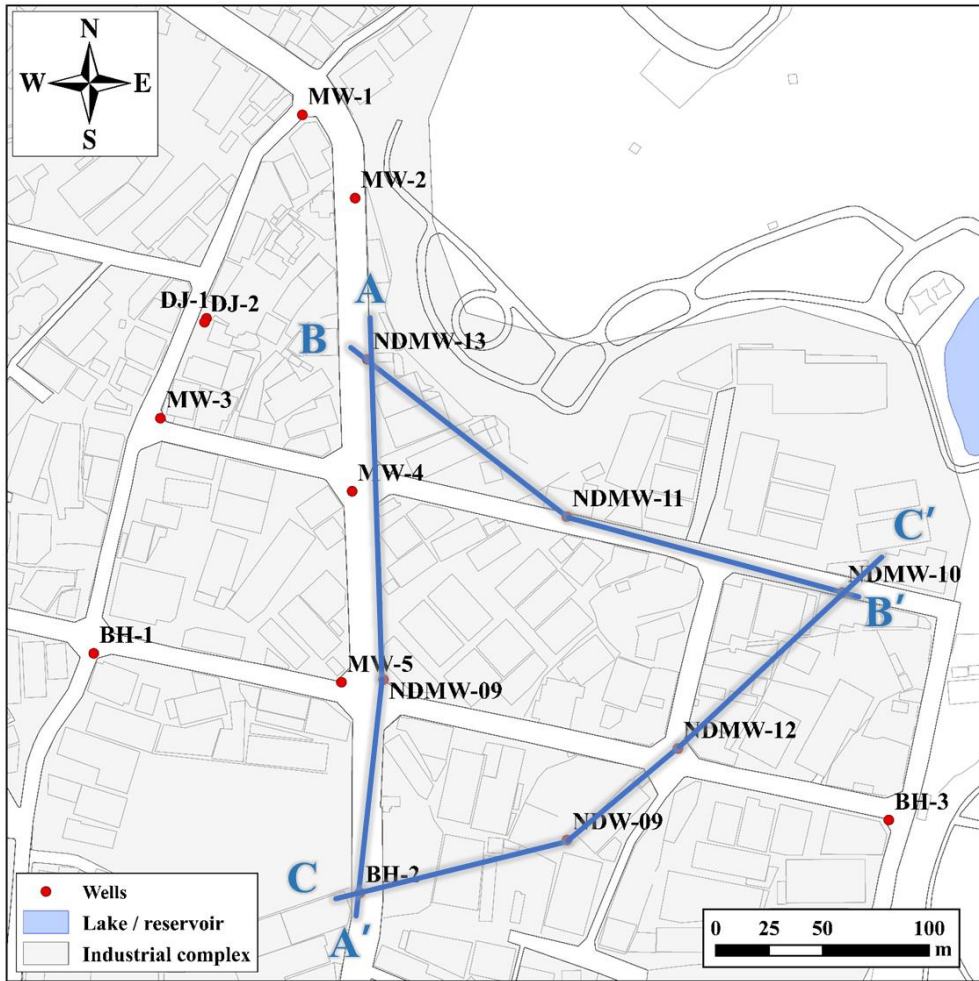 N
W E
S
MW-1
MW-2
A
DJ-1 DJ-2
B
NDMW-13
MW-3
MW-4
NDMW-11
C'
NDMW-10
B'
BH-1
MW-5
NDMW-09
NDMW-12
BH-3
NDW-09
C
BH-2
A'
Wells
Lake / reservoir
Industrial complex
0 25 50 100
m